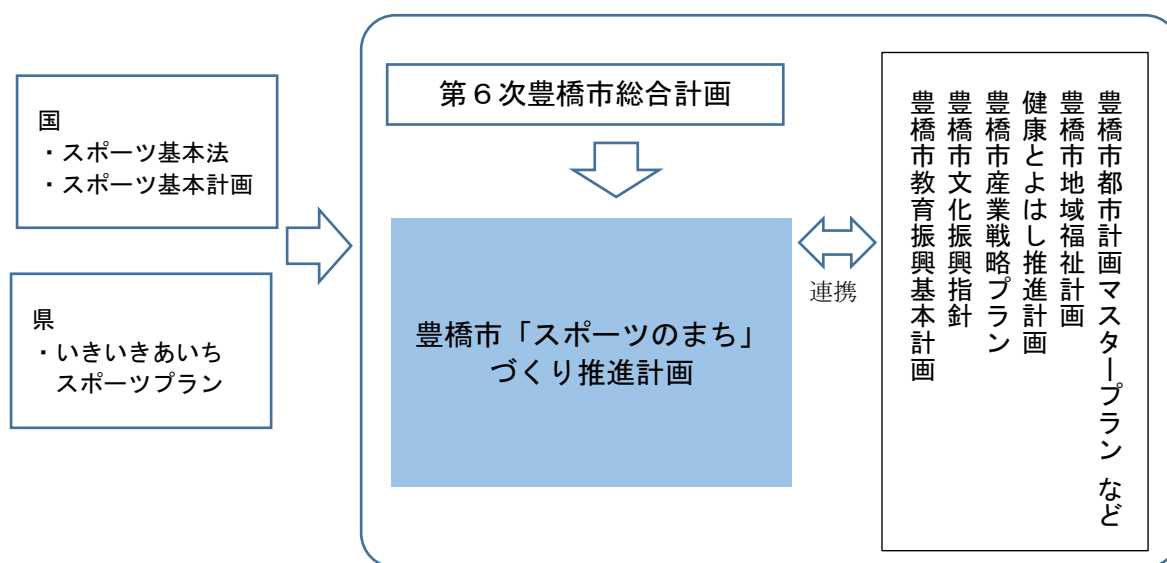 国
・スポーツ基本法
・スポーツ基本計画
県
・いきいきあいち
スポーツプラン
第６次豊橋市総合計画
豊橋市「スポーツのまち」
づくり推進計画
連携
豊橋市都市計画マスタープラン など
豊橋市地域福祉計画
健康とよはし推進計画
豊橋市産業戦略プラン
豊橋市文化振興指針
豊橋市教育振興基本計画